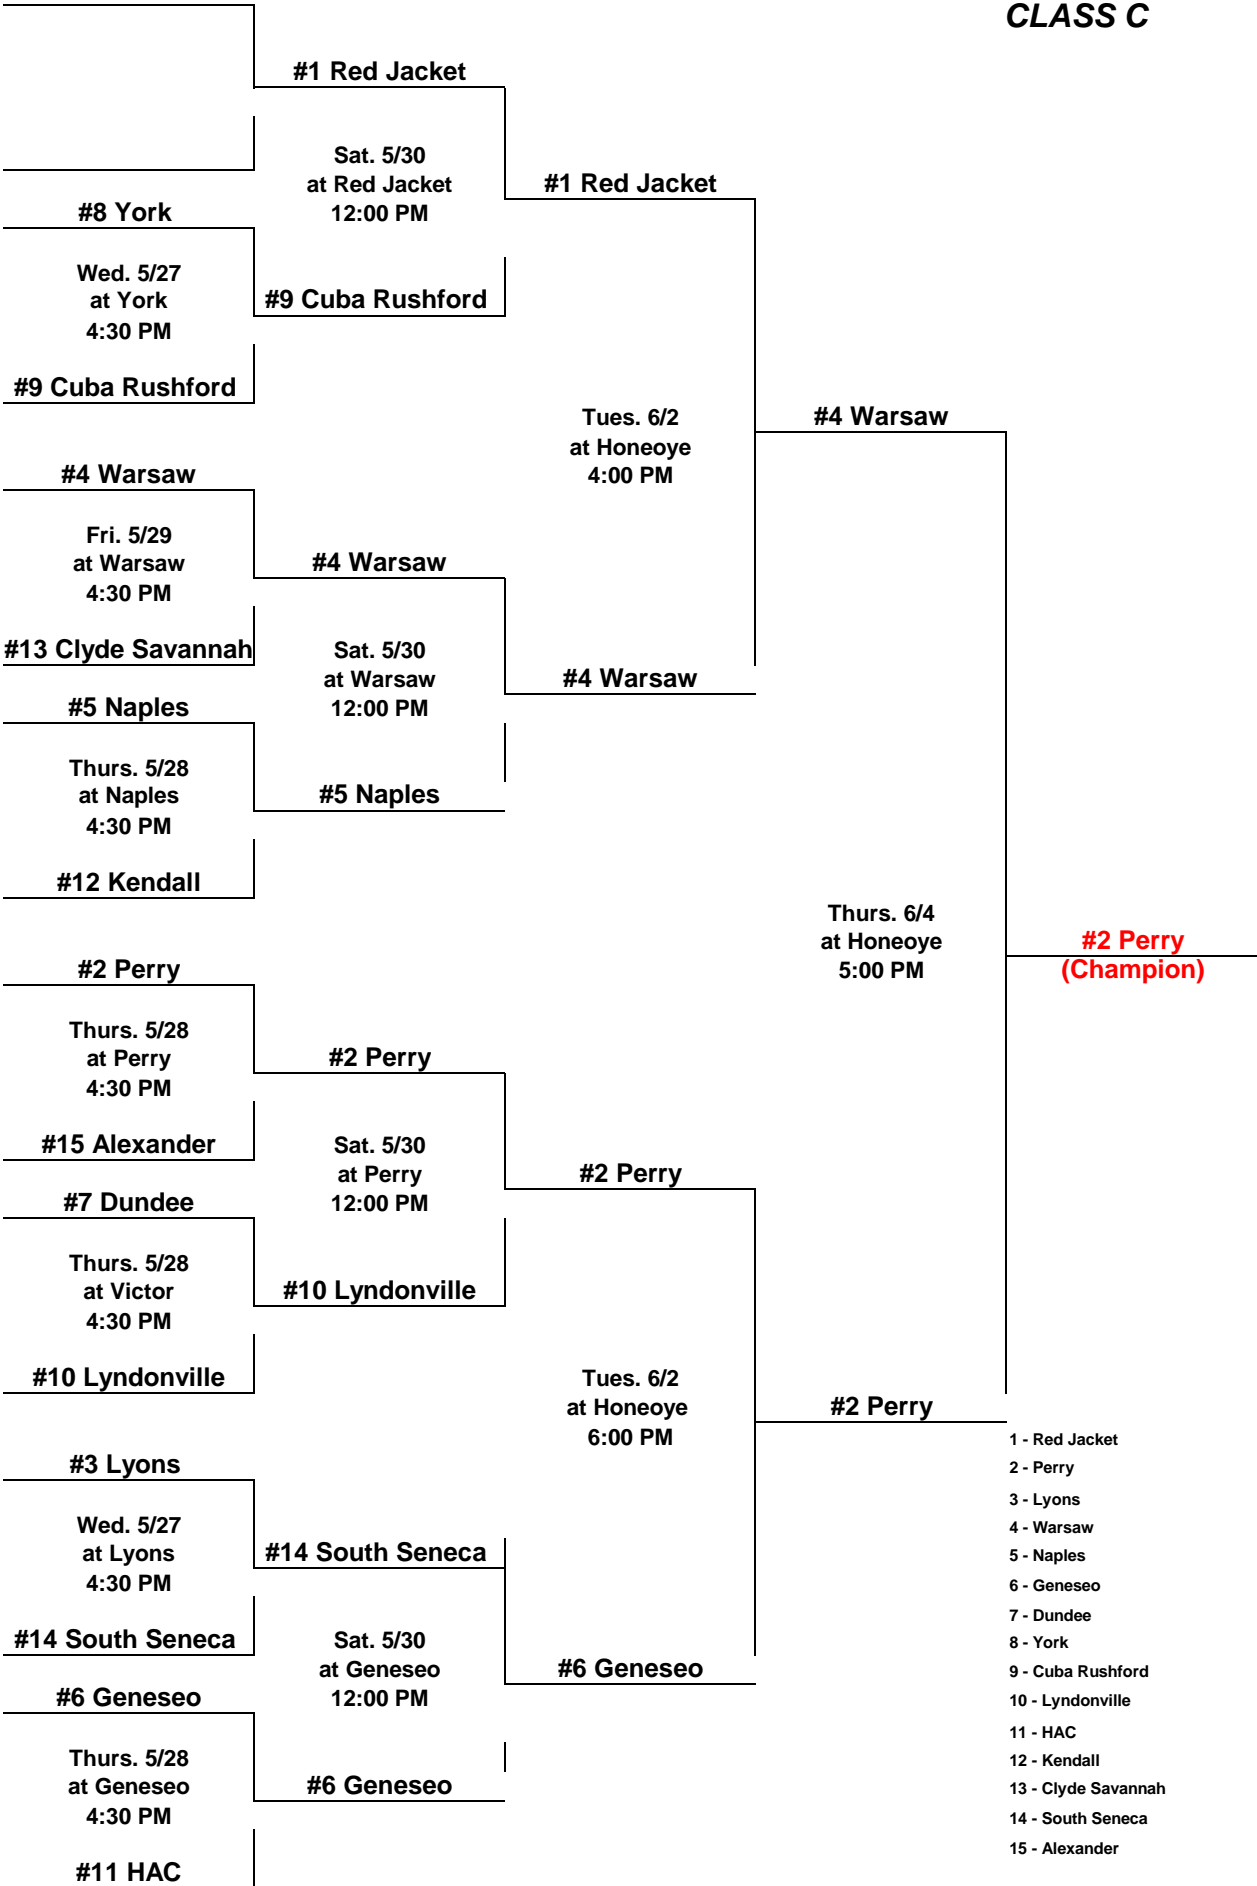 CLASS C
#1 Red Jacket
Sat. 5/30
at Red Jacket
12:00 PM
#1 Red Jacket
#8 York
Wed. 5/27
at York
4:30 PM
#9 Cuba Rushford
#9 Cuba Rushford
Tues. 6/2
at Honeoye
4:00 PM
#4 Warsaw
#4 Warsaw
Fri. 5/29
at Warsaw
4:30 PM
#4 Warsaw
#13 Clyde Savannah
Sat. 5/30
at Warsaw
12:00 PM
#4 Warsaw
#5 Naples
Thurs. 5/28
at Naples
4:30 PM
#5 Naples
#12 Kendall
Thurs. 6/4
at Honeoye
5:00 PM
#2 Perry
(Champion)
#2 Perry
Thurs. 5/28
at Perry
4:30 PM
#2 Perry
#15 Alexander
Sat. 5/30
at Perry
12:00 PM
#2 Perry
#7 Dundee
Thurs. 5/28
at Victor
4:30 PM
#10 Lyndonville
#10 Lyndonville
Tues. 6/2
at Honeoye
6:00 PM
#2 Perry
#3 Lyons
Wed. 5/27
at Lyons
4:30 PM
#14 South Seneca
#14 South Seneca
Sat. 5/30
at Geneseo
12:00 PM
#6 Geneseo
#6 Geneseo
Thurs. 5/28
at Geneseo
4:30 PM
#6 Geneseo
#11 HAC
1 - Red Jacket
2 - Perry
3 - Lyons
4 - Warsaw
5 - Naples
6 - Geneseo
7 - Dundee
8 - York
9 - Cuba Rushford
10 - Lyndonville
11 - HAC
12 - Kendall
13 - Clyde Savannah
14 - South Seneca
15 - Alexander